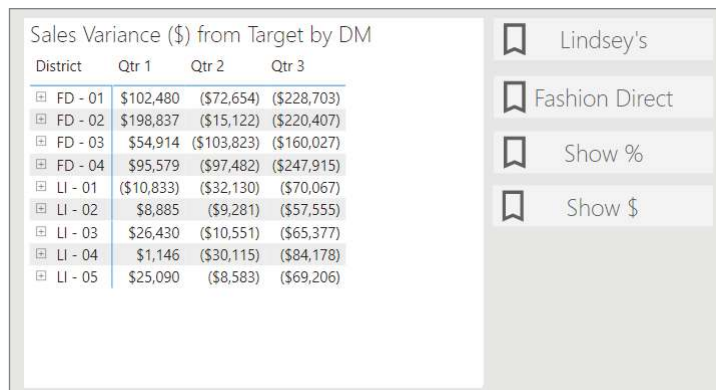 Sales Variance ($) from Target by DM
District Qtr 1 Qtr 2 Qtr 3
FD - 01 $102,480 ($72,654) ($228,703)
FD - 02 $198,837 ($15,122) ($220,407)
FD - 03 $54,914 ($103,823) ($160,027)
FD - 04 $95,579 ($97,482) ($247,915)
LI - 01 ($10,833) ($32,130) ($70,067)
LI - 02 $8,885 ($9,281) ($57,555)
LI - 03 $26,430 ($10,551) ($65,377)
LI - 04 $1,146 ($30,115) ($84,178)
LI - 05 $25,090 ($8,583) ($69,206)
Lindsey's
Fashion Direct
Show %
Show $